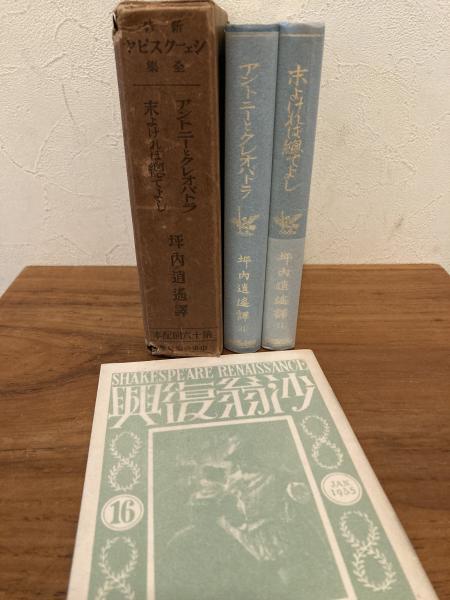 新修
シェークスピヤ
全集
アントニーとクレオパトラ
末よければ總てよし
坪内逍遙譯
第十六回配本
アントニーとクレオパトラ
坪内逍遙譯
末よければ總てよし
坪内逍遙譯
SHAKESPEARE RENAISSANCE
興復翁沙
16
JAN
1935